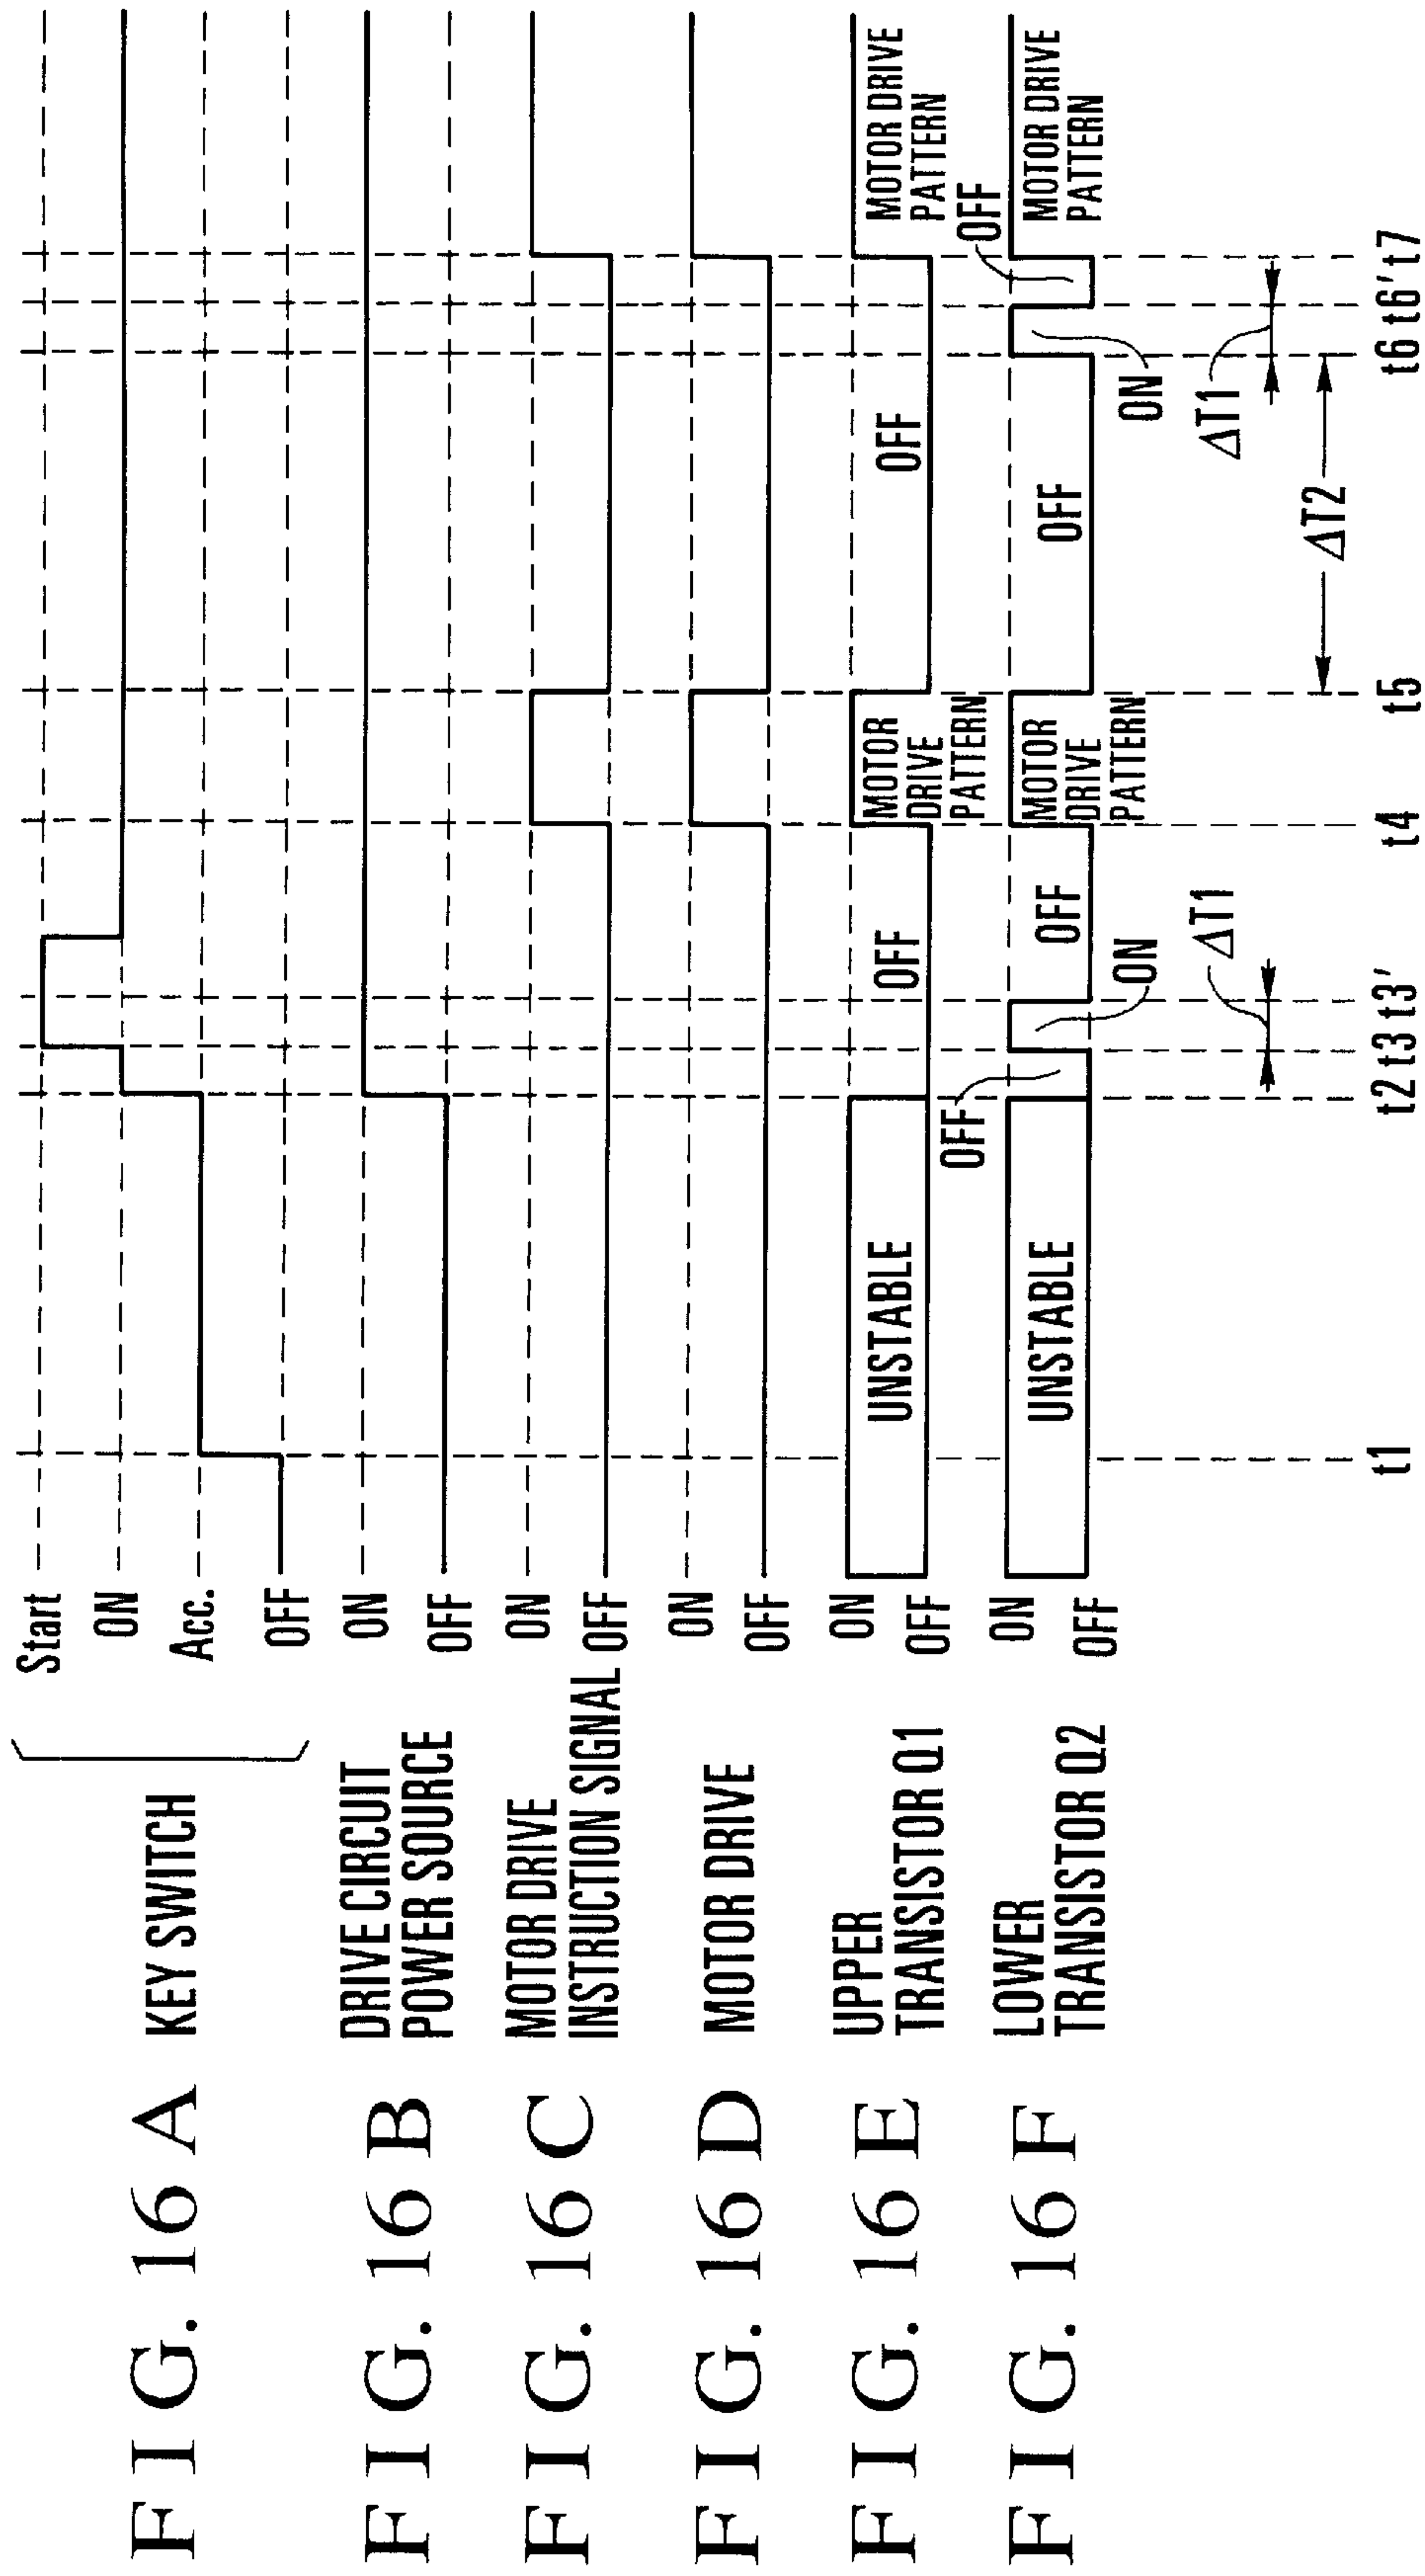 FIG. 16A KEY SWITCH
Start
ON
Acc.
OFF
FIG. 16B DRIVE CIRCUIT
POWER SOURCE
ON
OFF
FIG. 16C MOTOR DRIVE
INSTRUCTION SIGNAL
ON
OFF
FIG. 16D MOTOR DRIVE
ON
OFF
FIG. 16E UPPER
TRANSISTOR Q1
ON
OFF
UNSTABLE
OFF
MOTOR
DRIVE
PATTERN
OFF
MOTOR DRIVE
PATTERN
FIG. 16F LOWER
TRANSISTOR Q2
ON
OFF
UNSTABLE
OFF
ON
OFF
MOTOR
DRIVE
PATTERN
OFF
ON
OFF
MOTOR DRIVE
PATTERN
ΔT1
ΔT2
ΔT1
t1 t2 t3 t3' t4 t5 t6 t6' t7